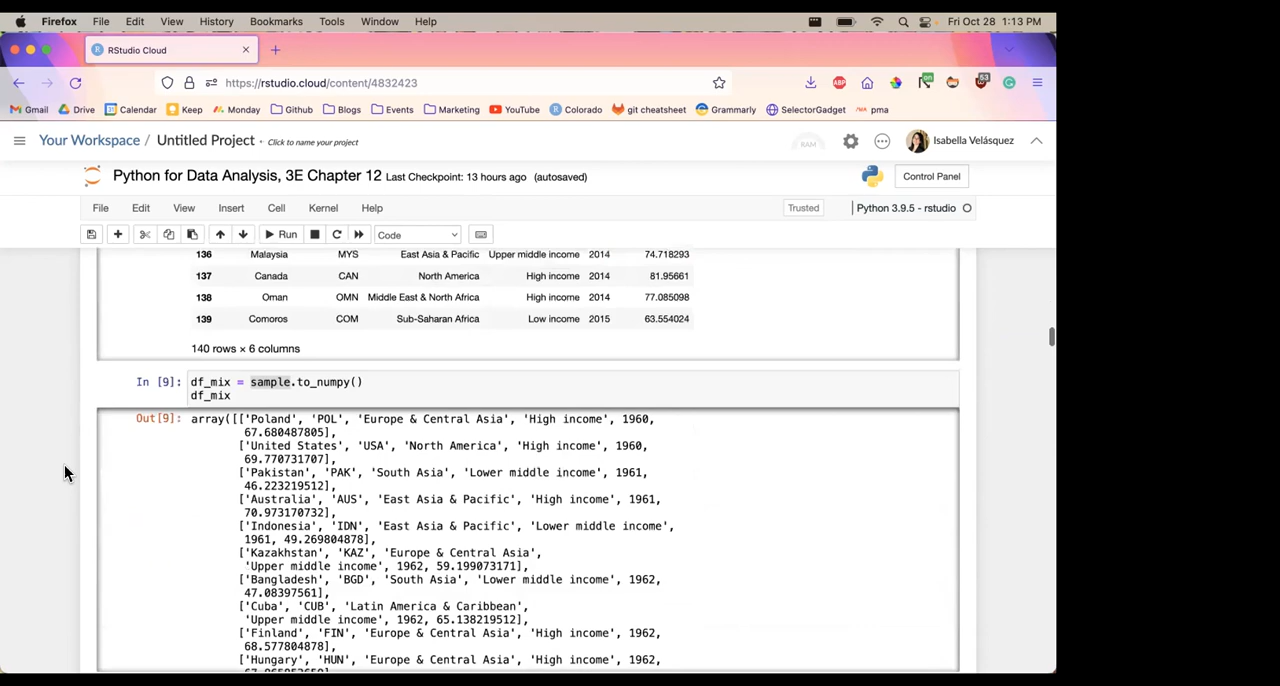 Firefox File Edit View History Bookmarks Tools Window Help Fri Oct 28 1:13 PM
RStudio Cloud
https://rstudio.cloud/content/4832423
Gmail Drive Calendar Keep Monday Github Blogs Events Marketing YouTube Colorado git cheatsheet Grammarly SelectorGadget pma
Your Workspace / Untitled Project · Click to name your project RAM Isabella Velásquez
Python for Data Analysis, 3E Chapter 12 Last Checkpoint: 13 hours ago (autosaved) Control Panel
File Edit View Insert Cell Kernel Help Trusted Python 3.9.5 - rstudio
Run Code
136 Malaysia MYS East Asia & Pacific Upper middle income 2014 74.718293
137 Canada CAN North America High income 2014 81.95661
138 Oman OMN Middle East & North Africa High income 2014 77.085098
139 Comoros COM Sub-Saharan Africa Low income 2015 63.554024
140 rows × 6 columns
In [9]: df_mix = sample.to_numpy()
df_mix
Out[9]: array([['Poland', 'POL', 'Europe & Central Asia', 'High income', 1960,
67.680487805],
['United States', 'USA', 'North America', 'High income', 1960,
69.770731707],
['Pakistan', 'PAK', 'South Asia', 'Lower middle income', 1961,
46.223219512],
['Australia', 'AUS', 'East Asia & Pacific', 'High income', 1961,
70.973170732],
['Indonesia', 'IDN', 'East Asia & Pacific', 'Lower middle income',
1961, 49.269804878],
['Kazakhstan', 'KAZ', 'Europe & Central Asia',
'Upper middle income', 1962, 59.199073171],
['Bangladesh', 'BGD', 'South Asia', 'Lower middle income', 1962,
47.08397561],
['Cuba', 'CUB', 'Latin America & Caribbean',
'Upper middle income', 1962, 65.138219512],
['Finland', 'FIN', 'Europe & Central Asia', 'High income', 1962,
68.577804878],
['Hungary', 'HUN', 'Europe & Central Asia', 'High income', 1962,